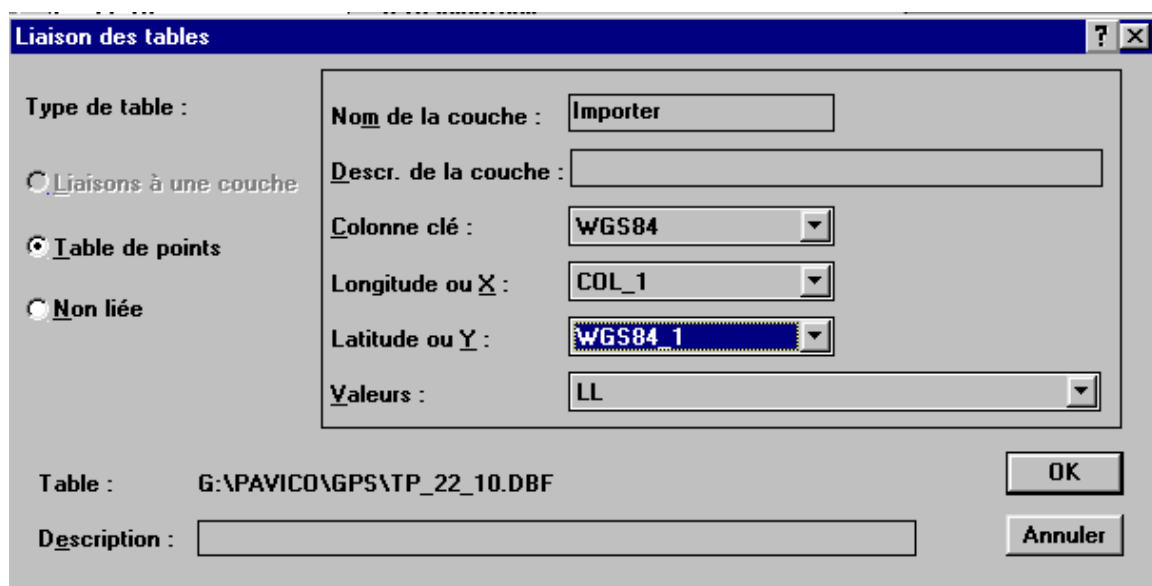 Liaison des tables
Type de table :
Liaisons à une couche
Table de points
Non liée
Nom de la couche : Importer
Descr. de la couche :
Colonne clé : WGS84
Longitude ou X : COL_1
Latitude ou Y : WGS84_1
Valeurs : LL
Table : G:\PAVICO\GPS\TP_22_10.DBF
OK
Description :
Annuler